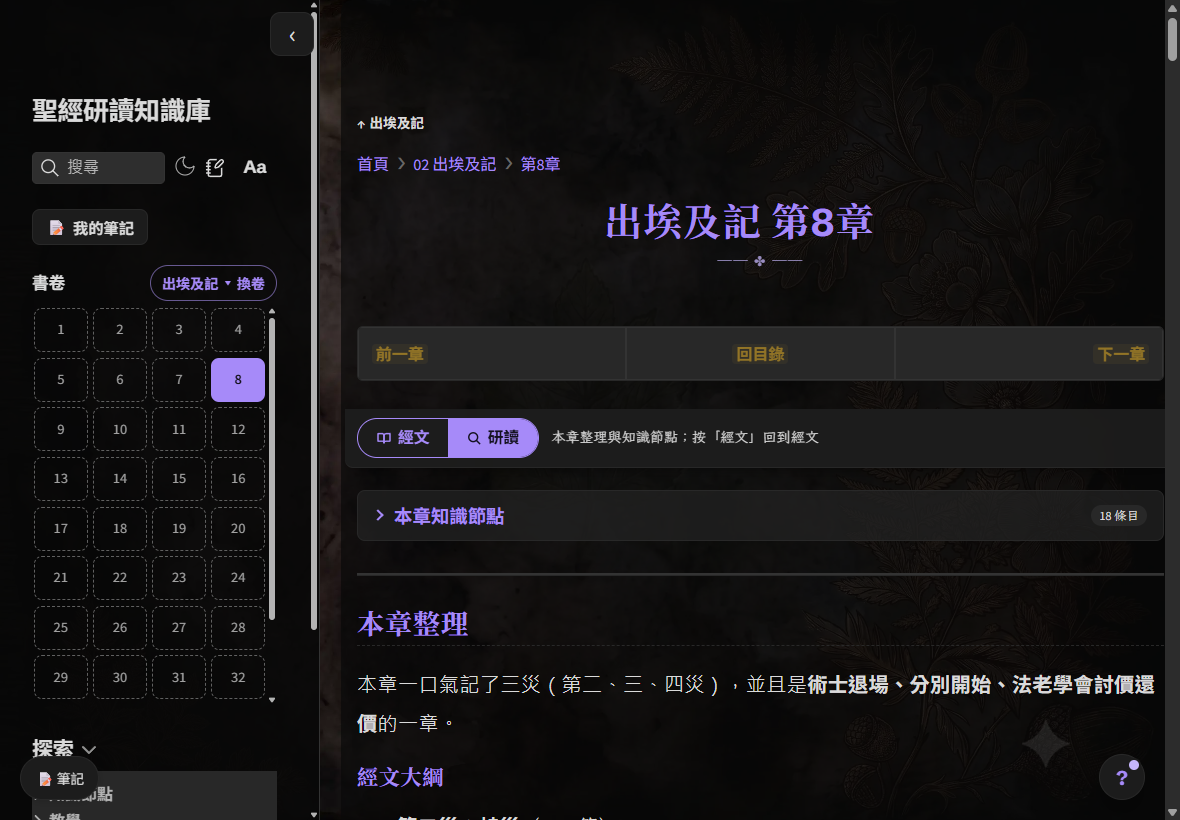 聖經研讀知識庫
搜尋
Aa
我的筆記
書卷
出埃及記 ▾ 換卷
1 2 3 4
5 6 7 8
9 10 11 12
13 14 15 16
17 18 19 20
21 22 23 24
25 26 27 28
29 30 31 32
探索
筆記
節點
↑ 出埃及記
首頁 > 02 出埃及記 > 第8章
出埃及記 第8章
前一章 回目錄 下一章
經文 研讀 本章整理與知識節點；按「經文」回到經文
本章知識節點 18 條目
本章整理
本章一口氣記了三災（第二、三、四災），並且是術士退場、分別開始、法老學會討價還
價的一章。
經文大綱
?